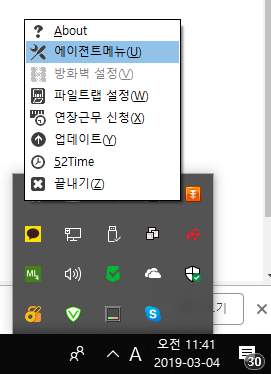 About
에이젼트메뉴(U)
방화벽 설정(V)
파일트랩 설정(W)
연장근무 신청(X)
업데이트(Y)
52Time
끝내기(Z)
ML
기
오전 11:41
A
2019-03-04
30